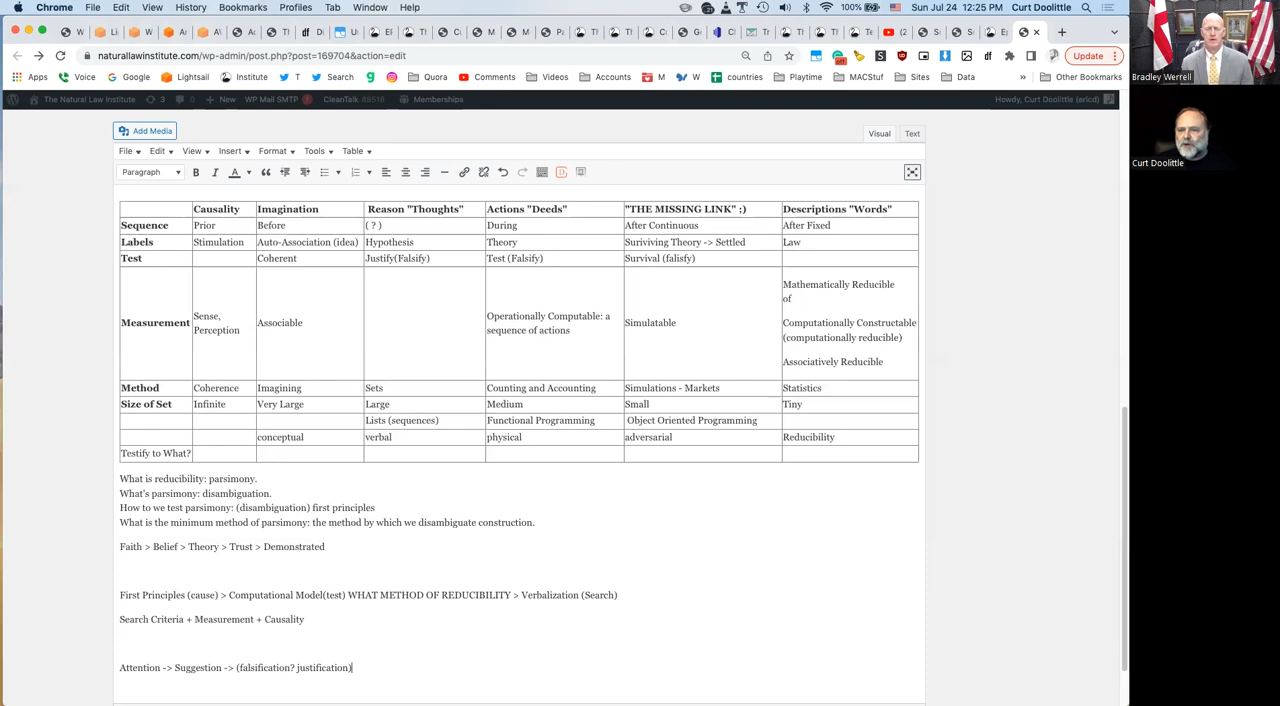 Chrome File Edit View History Bookmarks Profiles Tab Window Help 100% Sun Jul 24 12:25 PM Curt Doolittle
naturallawinstitute.com/wp-admin/post.php?post=169704&action=edit Update
Apps Voice Google Lightsail Institute T Search Quora Comments Videos Accounts M W countries Playtime MACStuf Sites Data » Other Bookmarks
The Natural Law Institute 3 0 + New WP Mail SMTP CleanTalk 88518 Memberships Howdy, Curt Doolittle (ericd)
Add Media
Visual Text
File Edit View Insert Format Tools Table
Paragraph B I A
Causality Imagination Reason "Thoughts" Actions "Deeds" "THE MISSING LINK" ;) Descriptions "Words"
Sequence Prior Before ( ? ) During After Continuous After Fixed
Labels Stimulation Auto-Association (idea) Hypothesis Theory Suriviving Theory -> Settled Law
Test Coherent Justify(Falsify) Test (Falsify) Survival (falisfy)
Measurement Sense, Perception Associable Operationally Computable: a sequence of actions Simulatable Mathematically Reducible of Computationally Constructable (computationally reducible) Associatively Reducible
Method Coherence Imagining Sets Counting and Accounting Simulations - Markets Statistics
Size of Set Infinite Very Large Large Medium Small Tiny
Lists (sequences) Functional Programming Object Oriented Programming
conceptual verbal physical adversarial Reducibility
Testify to What?
What is reducibility: parsimony.
What's parsimony: disambiguation.
How to we test parsimony: (disambiguation) first principles
What is the minimum method of parsimony: the method by which we disambiguate construction.
Faith > Belief > Theory > Trust > Demonstrated
First Principles (cause) > Computational Model(test) WHAT METHOD OF REDUCIBILITY > Verbalization (Search)
Search Criteria + Measurement + Causality
Attention -> Suggestion -> (falsification? justification)
Bradley Werrell
Curt Doolittle